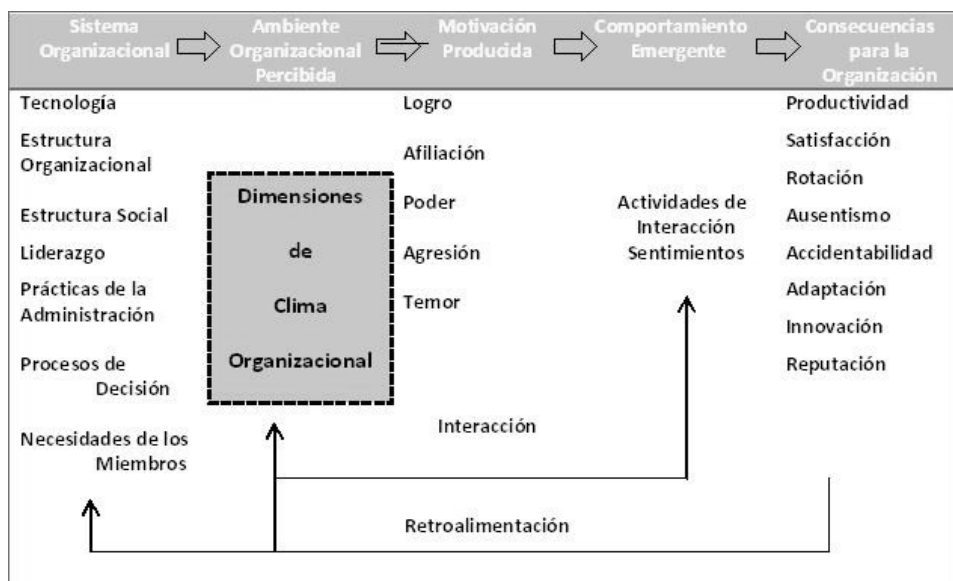 Sistema
Organizacional
Ambiente
Organizacional
Percibida
Motivación
Producida
Comportamiento
Emergente
Consecuencias
para la
Organización
Tecnología
Estructura
Organizacional
Estructura Social
Liderazgo
Prácticas de la
Administración
Procesos de
Decisión
Necesidades de los
Miembros
Dimensiones
de
Clima
Organizacional
Logro
Afiliación
Poder
Agresión
Temor
Actividades de
Interacción
Sentimientos
Productividad
Satisfacción
Rotación
Ausentismo
Accidentabilidad
Adaptación
Innovación
Reputación
Interacción
Retroalimentación